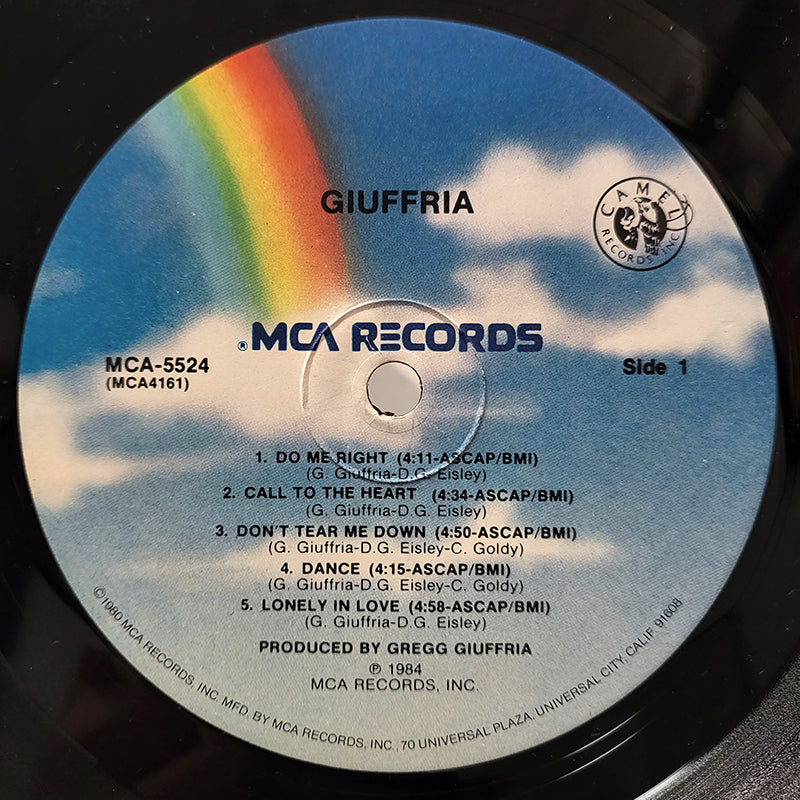 GIUFFRIA
CAMEL
RECORDS INC.
® MCA RECORDS
MCA-5524
(MCA4161)
Side 1
1. DO ME RIGHT (4:11-ASCAP/BMI)
(G. Giuffria-D.G. Eisley)
2. CALL TO THE HEART (4:34-ASCAP/BMI)
(G. Giuffria-D.G. Eisley)
3. DON'T TEAR ME DOWN (4:50-ASCAP/BMI)
(G. Giuffria-D.G. Eisley-C. Goldy)
4. DANCE (4:15-ASCAP/BMI)
(G. Giuffria-D.G. Eisley-C. Goldy)
5. LONELY IN LOVE (4:58-ASCAP/BMI)
(G. Giuffria-D.G. Eisley)
PRODUCED BY GREGG GIUFFRIA
℗ 1984
MCA RECORDS, INC.
©1980 MCA RECORDS, INC. MFD. BY MCA RECORDS, INC., 70 UNIVERSAL PLAZA, UNIVERSAL CITY, CALIF. 91608